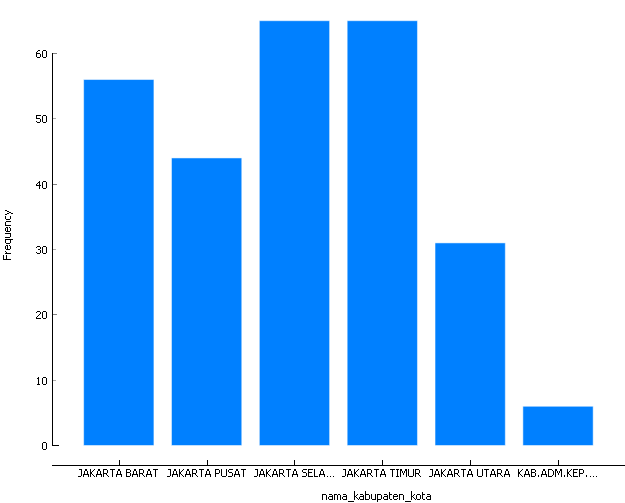 60
50
40
30
20
10
0
Frequency
JAKARTA BARAT JAKARTA PUSAT JAKARTA SELA... JAKARTA TIMUR JAKARTA UTARA KAB.ADM.KEP....
nama_kabupaten_kota